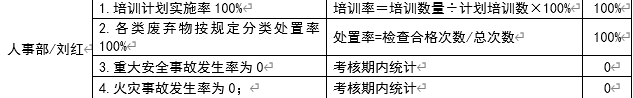 人事部/刘红
1. 培训计划实施率 100% 培训率＝培训数量÷计划培训数×100% 100%
2. 各类废弃物按规定分类处置率
100% 处置率=检查合格次数/总次数 100%
3. 重大安全事故发生率为 0 考核期内统计 0
4. 火灾事故发生率为 0； 考核期内统计 0